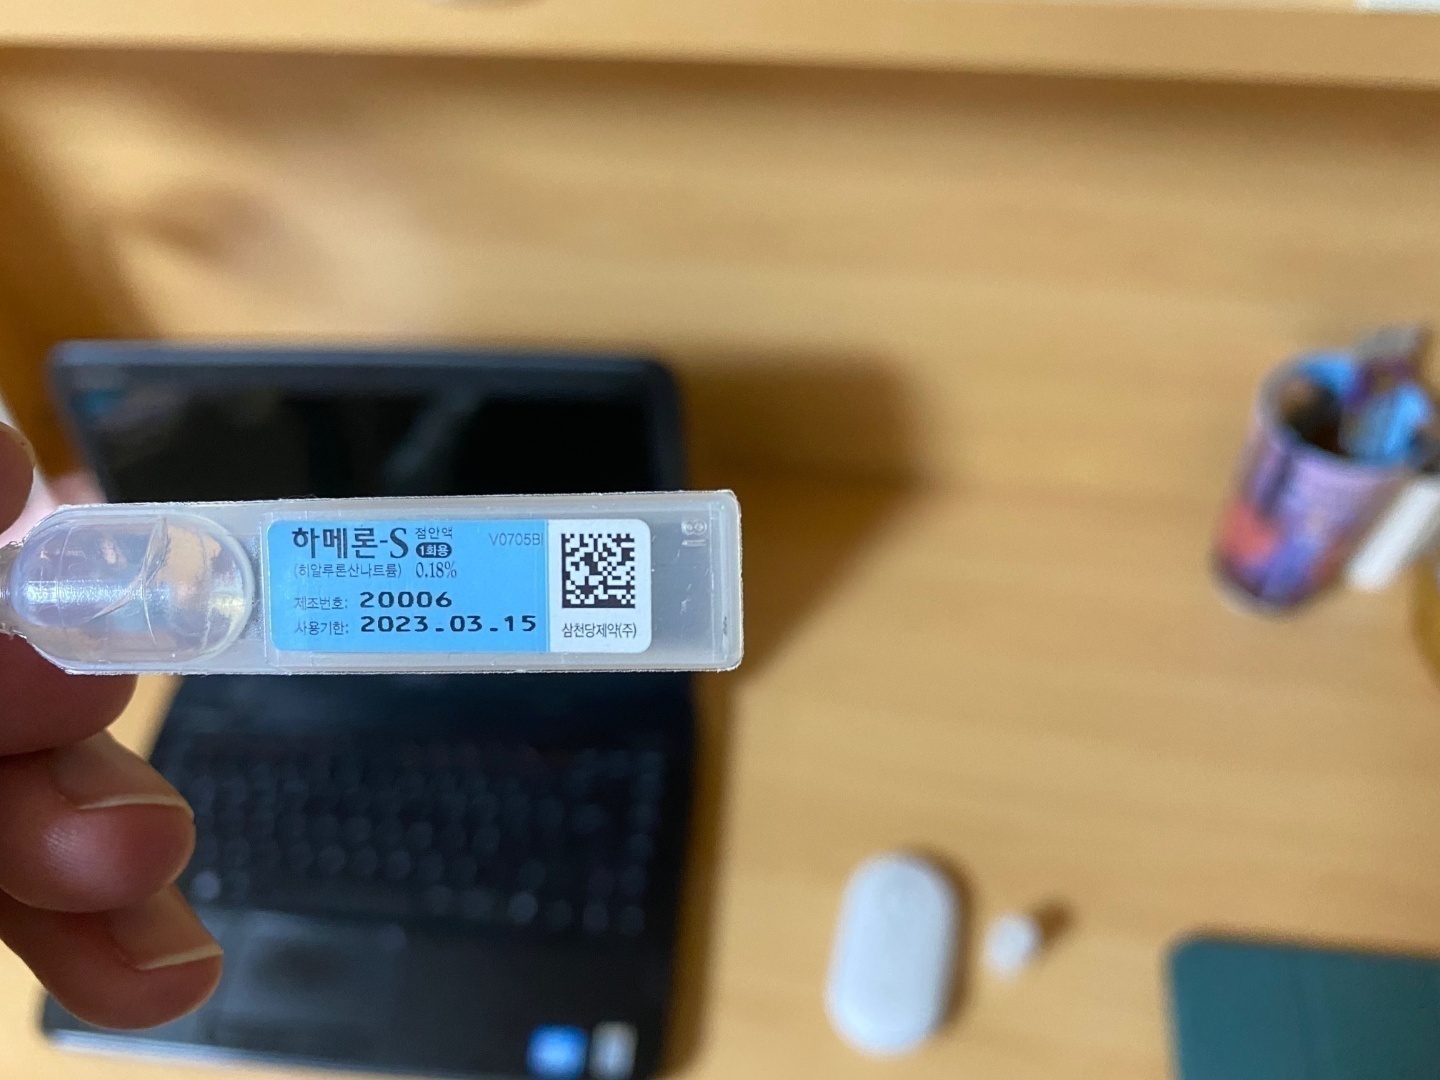 하메론-S 점안액 1회용
V0705BI
(히알루론산나트륨) 0.18%
제조번호: 20006
사용기한: 2023.03.15
삼천당제약(주)